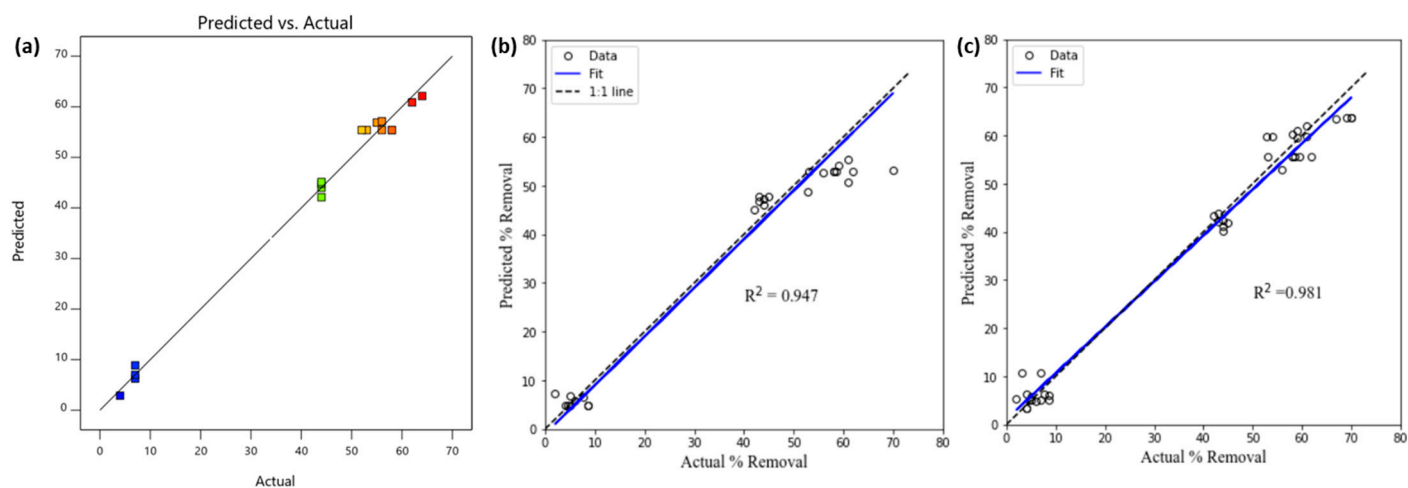 (a)
Predicted vs. Actual
Predicted
70
60
50
40
30
20
10
0
0 10 20 30 40 50 60 70
Actual
(b)
Data
Fit
1:1 line
Predicted % Removal
80
70
60
50
40
30
20
10
0
R² = 0.947
0 10 20 30 40 50 60 70 80
Actual % Removal
(c)
Data
Fit
Predicted % Removal
80
70
60
50
40
30
20
10
0
R² =0.981
0 10 20 30 40 50 60 70 80
Actual % Removal